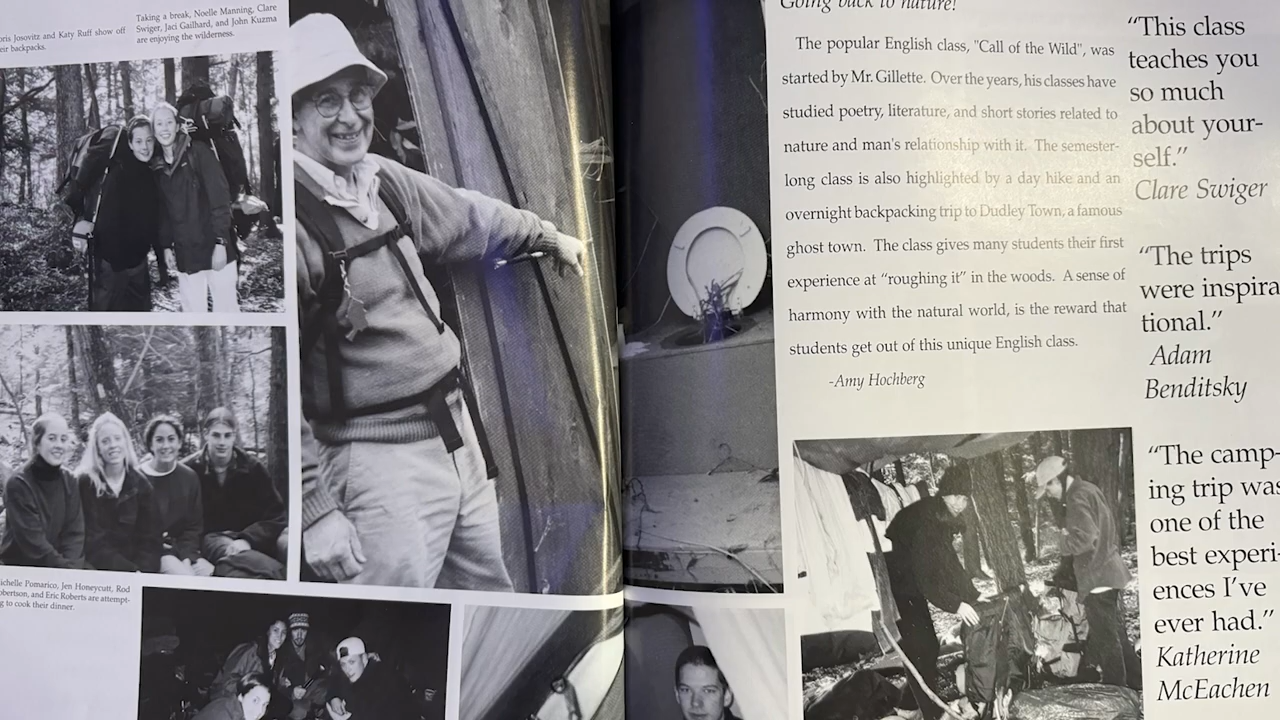 oris Josovitz and Katy Ruff show off
eir backpacks.
Taking a break, Noelle Manning, Clare
Swiger, Jaci Gailhard, and John Kuzma
are enjoying the wilderness.
ichelle Pomarico, Jen Honeycutt, Rod
obertson, and Eric Roberts are attempt-
g to cook their dinner.
Going back to nature!
The popular English class, "Call of the Wild", was
started by Mr. Gillette. Over the years, his classes have
studied poetry, literature, and short stories related to
nature and man's relationship with it. The semester-
long class is also highlighted by a day hike and an
overnight backpacking trip to Dudley Town, a famous
ghost town. The class gives many students their first
experience at “roughing it” in the woods. A sense of
harmony with the natural world, is the reward that
students get out of this unique English class.
-Amy Hochberg
“This class
teaches you
so much
about your-
self.”
Clare Swiger
“The trips
were inspira
tional.”
Adam
Benditsky
“The camp-
ing trip was
one of the
best experi-
ences I’ve
ever had.”
Katherine
McEachen